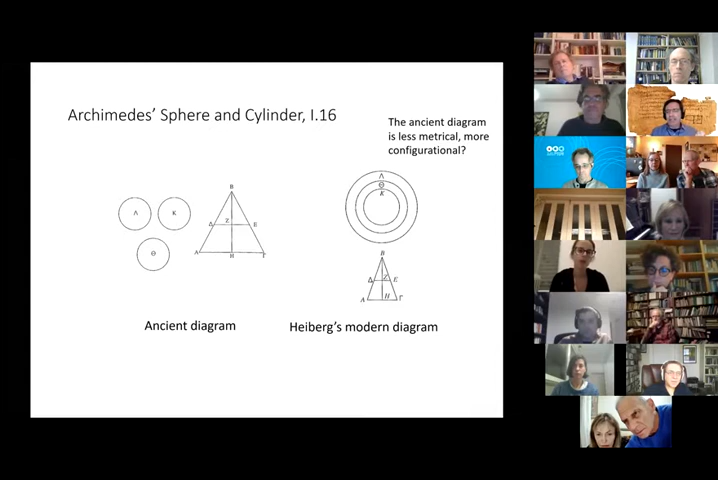 Archimedes' Sphere and Cylinder, I.16
The ancient diagram
is less metrical, more
configurational?
Λ
K
Θ
B
Δ
Z
E
A
H
Γ
Ancient diagram
Λ
Θ
K
B
Δ
Z
E
A
H
Γ
Heiberg's modern diagram